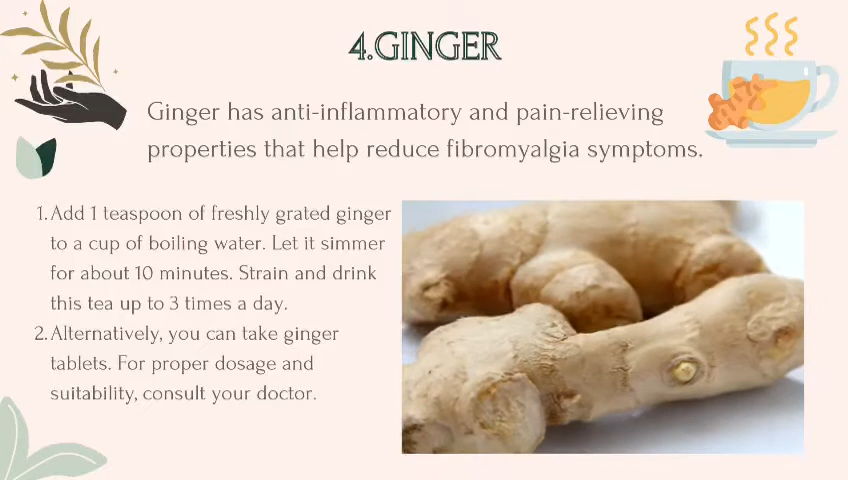 4.GINGER
Ginger has anti-inflammatory and pain-relieving
properties that help reduce fibromyalgia symptoms.
1. Add 1 teaspoon of freshly grated ginger
to a cup of boiling water. Let it simmer
for about 10 minutes. Strain and drink
this tea up to 3 times a day.
2. Alternatively, you can take ginger
tablets. For proper dosage and
suitability, consult your doctor.